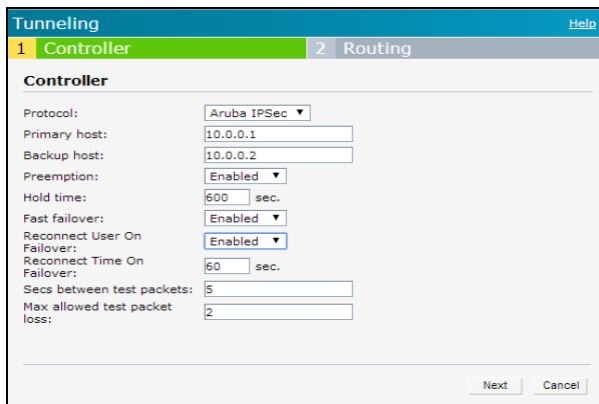 Tunneling Help
1 Controller 2 Routing
Controller
Protocol: Aruba IPSec
Primary host: 10.0.0.1
Backup host: 10.0.0.2
Preemption: Enabled
Hold time: 600 sec.
Fast failover: Enabled
Reconnect User On
Failover: Enabled
Reconnect Time On
Failover: 60 sec.
Secs between test packets: 5
Max allowed test packet
loss: 2
Next Cancel